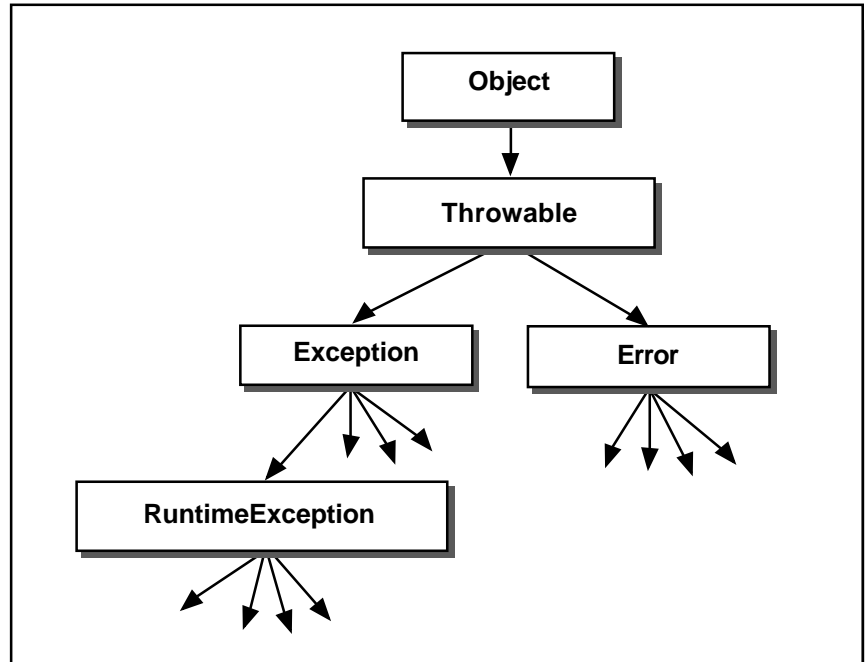 Object
Throwable
Exception
Error
RuntimeException